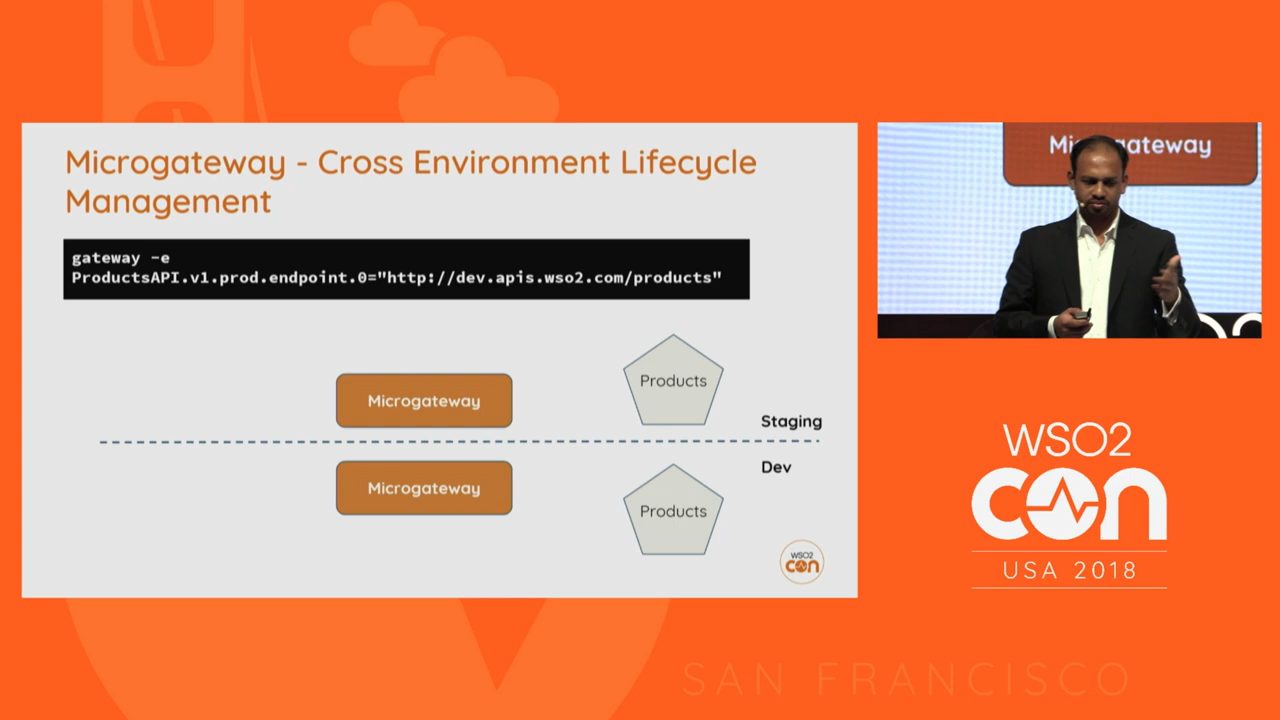 Microgateway - Cross Environment Lifecycle
Management
gateway -e
ProductsAPI.v1.prod.endpoint.0="http://dev.apis.wso2.com/products"
Products
Microgateway
Staging
Dev
Microgateway
Products
WSO2
con
Microgateway
WSO2
con
USA 2018
SAN FRANCISCO